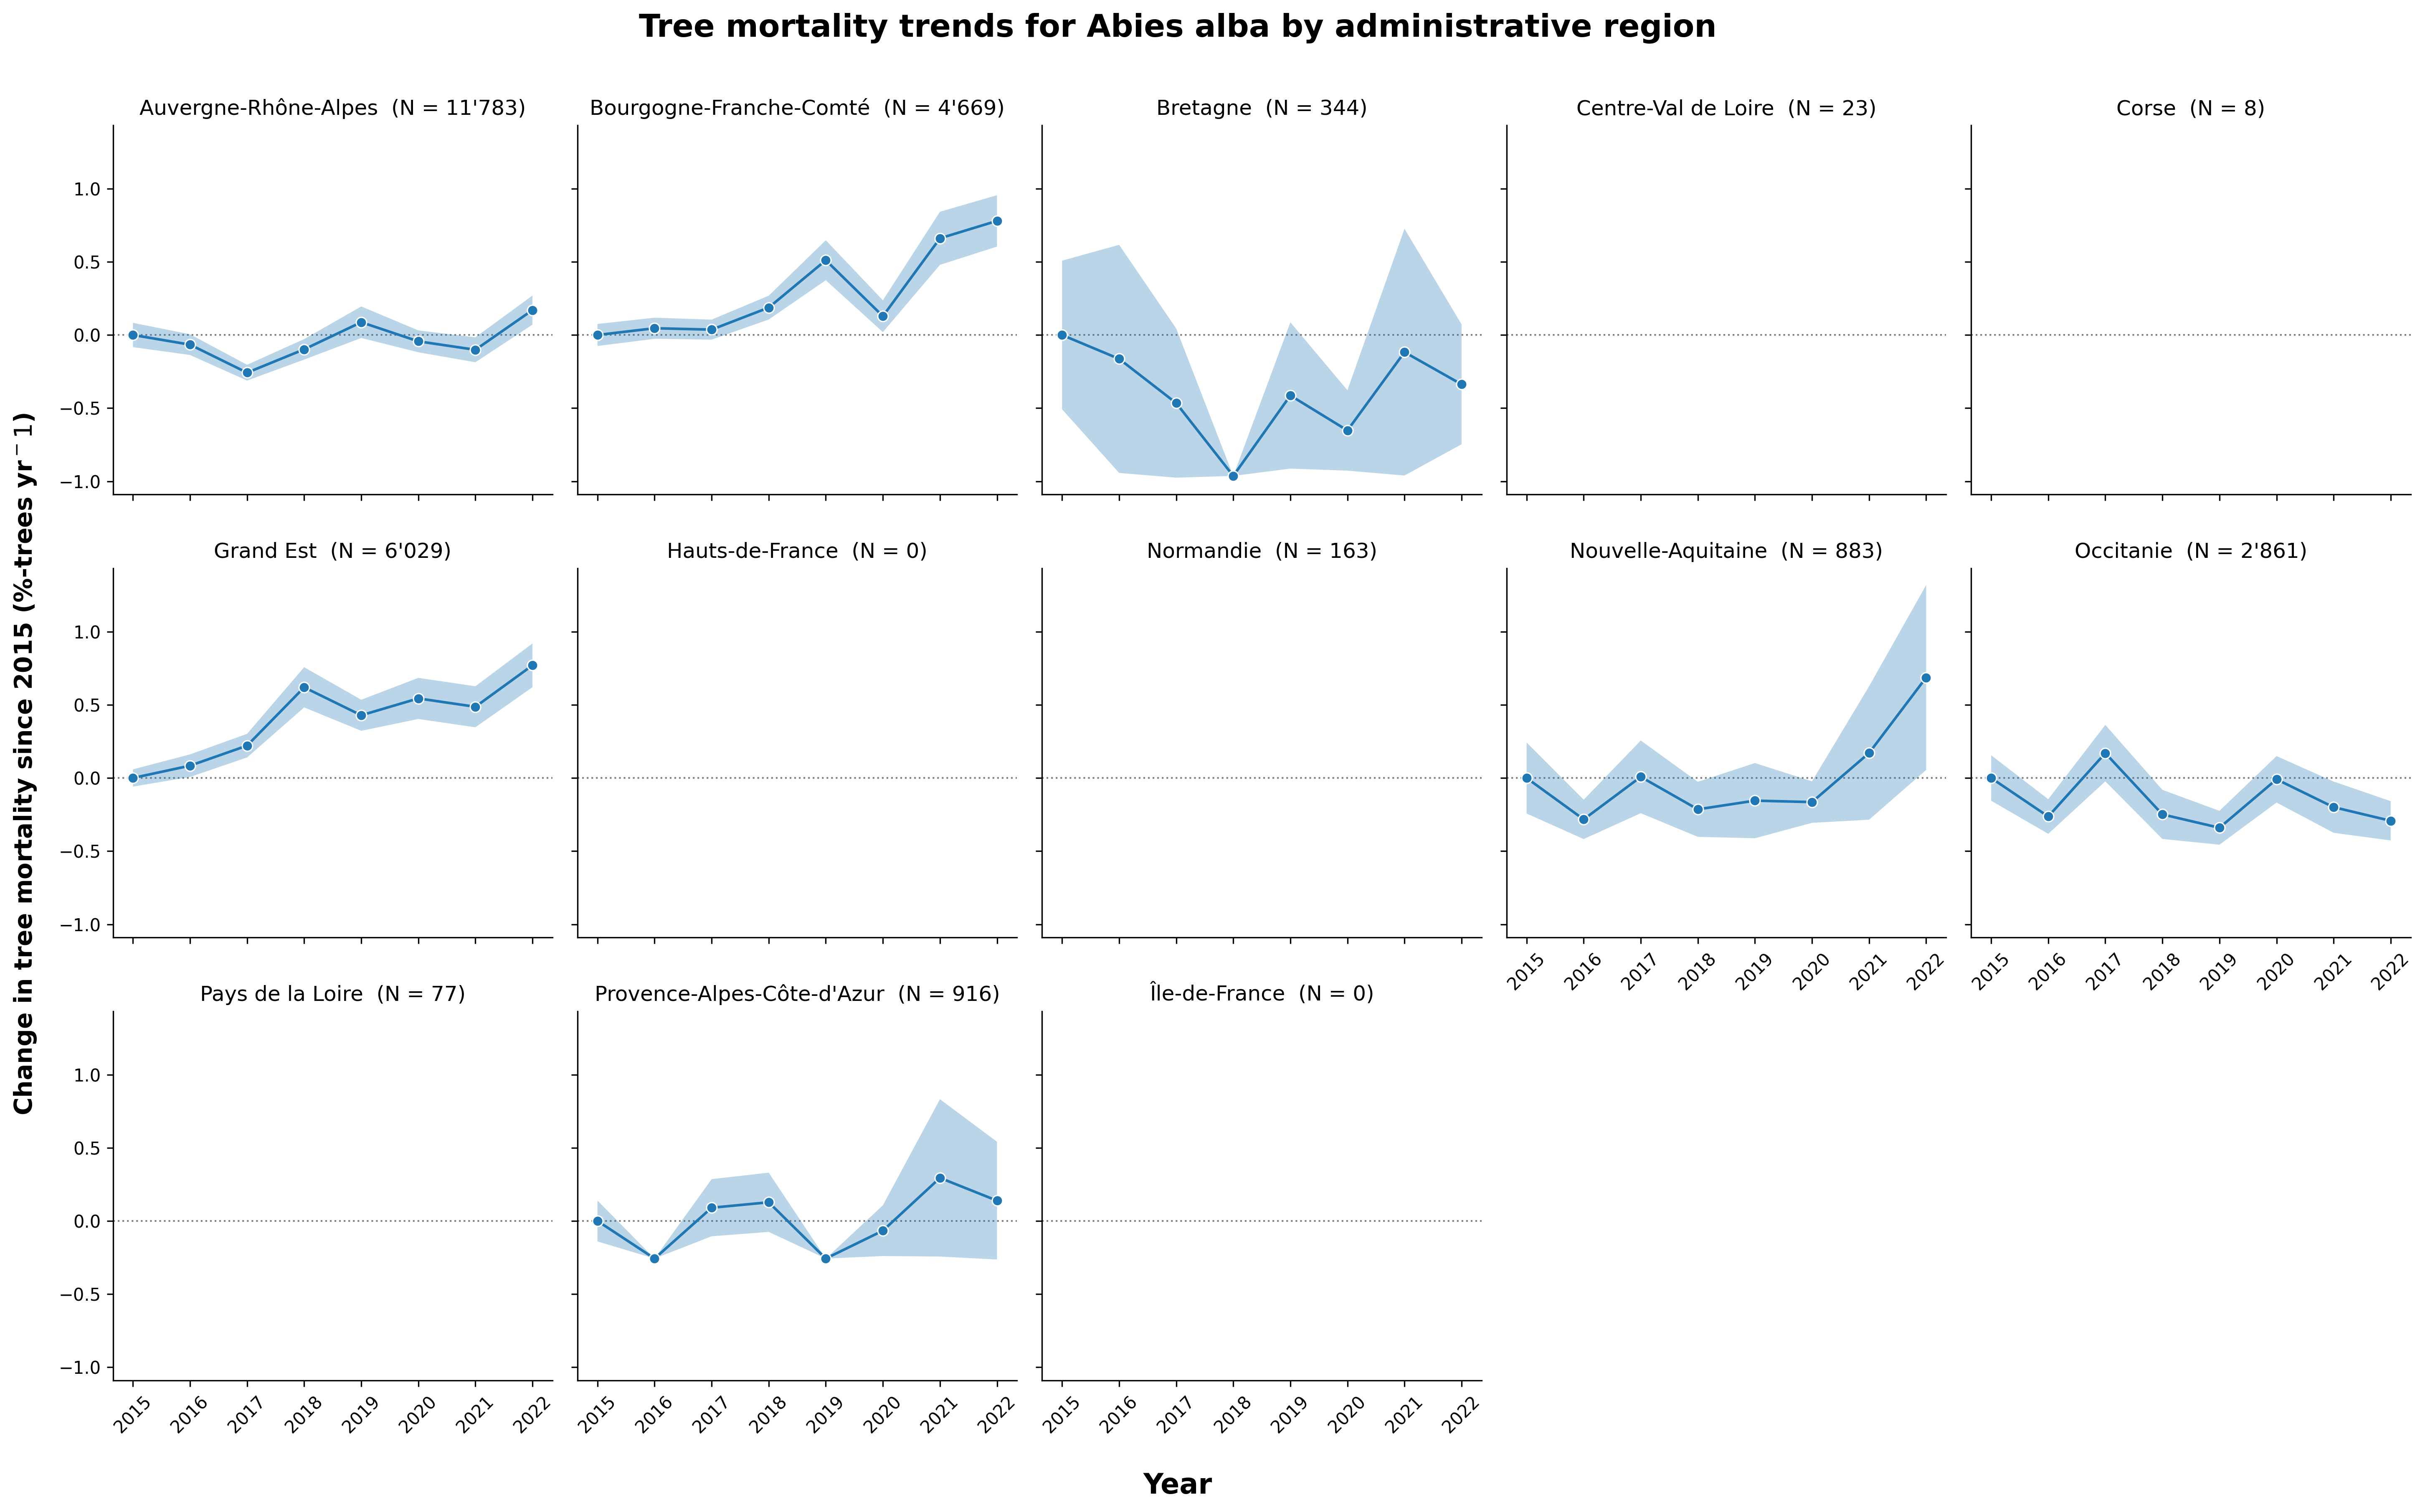 Tree mortality trends for Abies alba by administrative region
Auvergne-Rhône-Alpes (N = 11'783)
Bourgogne-Franche-Comté (N = 4'669)
Bretagne (N = 344)
Centre-Val de Loire (N = 23)
Corse (N = 8)
1.0
0.5
0.0
−0.5
−1.0
Change in tree mortality since 2015 (%-trees yr⁻1)
Grand Est (N = 6'029)
Hauts-de-France (N = 0)
Normandie (N = 163)
Nouvelle-Aquitaine (N = 883)
Occitanie (N = 2'861)
1.0
0.5
0.0
−0.5
−1.0
2015 2016 2017 2018 2019 2020 2021 2022
2015 2016 2017 2018 2019 2020 2021 2022
Pays de la Loire (N = 77)
Provence-Alpes-Côte-d'Azur (N = 916)
Île-de-France (N = 0)
1.0
0.5
0.0
−0.5
−1.0
2015 2016 2017 2018 2019 2020 2021 2022
2015 2016 2017 2018 2019 2020 2021 2022
2015 2016 2017 2018 2019 2020 2021 2022
Year